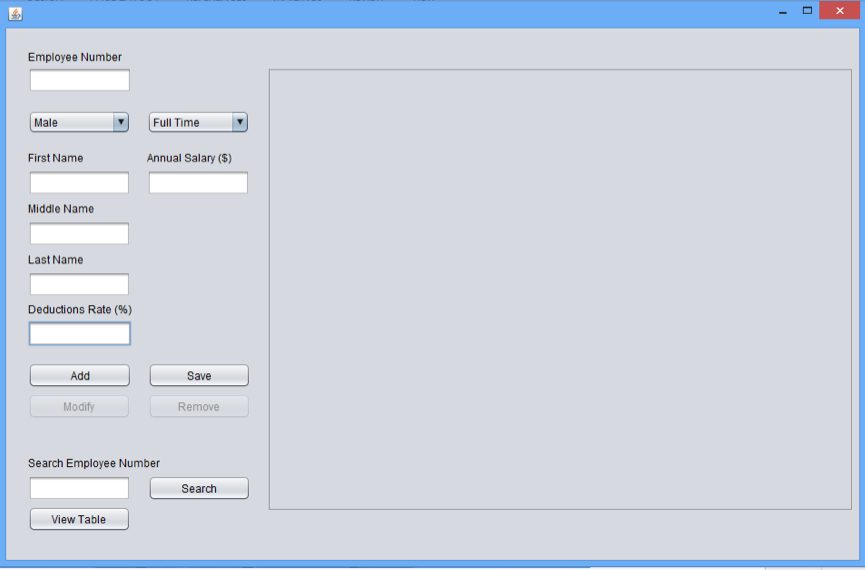 Employee Number
Male Full Time
First Name Annual Salary ($)
Middle Name
Last Name
Deductions Rate (%)
Add Save
Modify Remove
Search Employee Number
Search
View Table